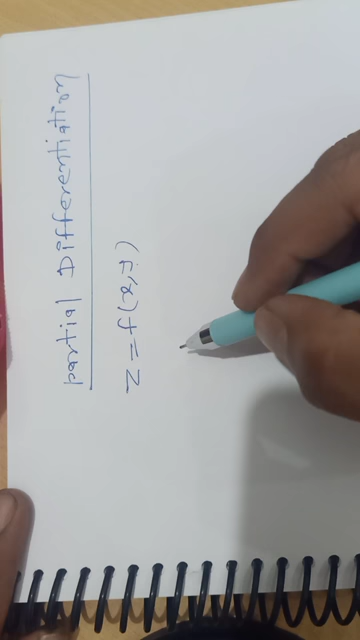 partial Differentiation
Z = f(x,y)